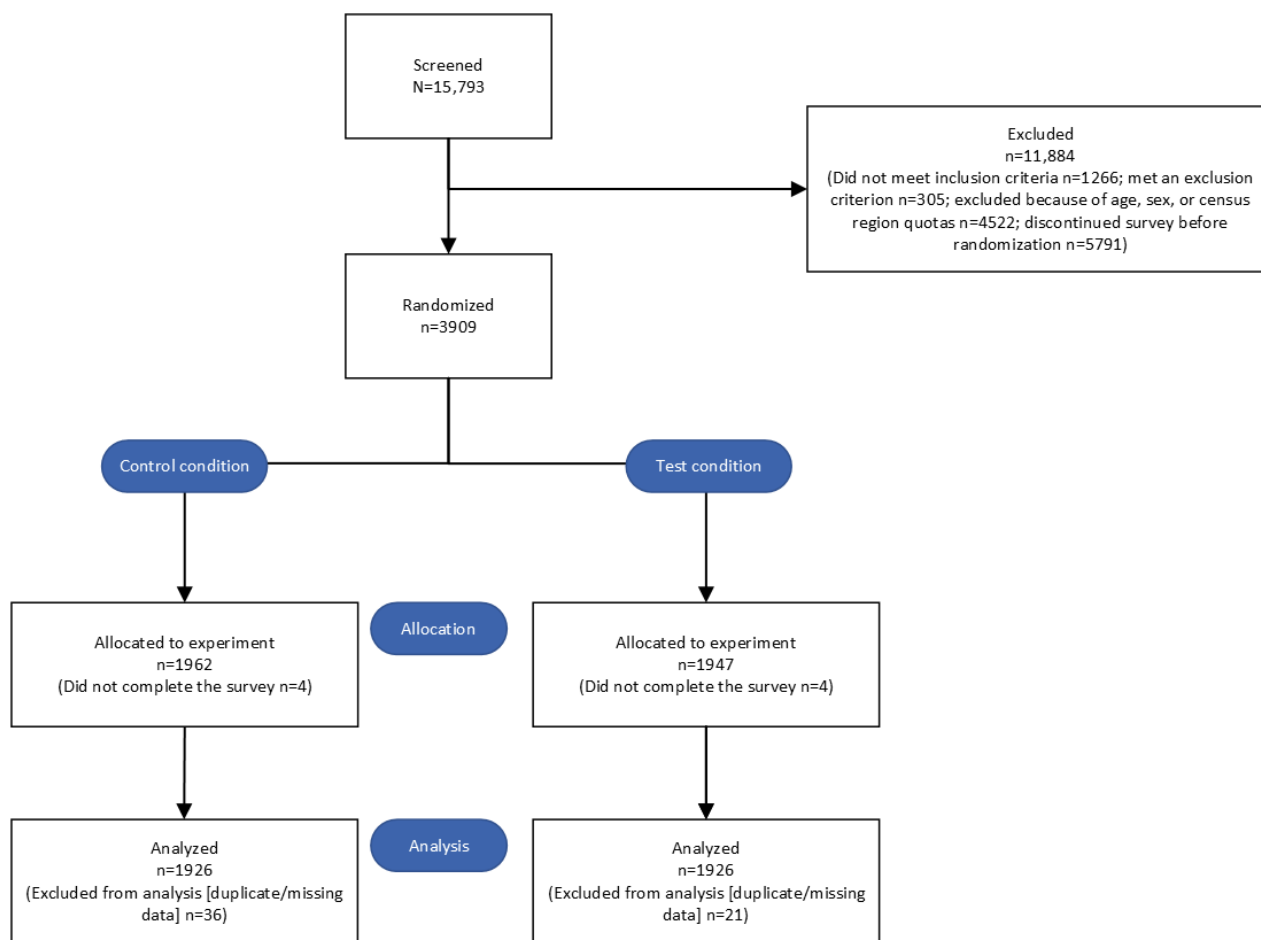 Screened
N=15,793
Excluded
n=11,884
(Did not meet inclusion criteria n=1266; met an exclusion
criterion n=305; excluded because of age, sex, or census
region quotas n=4522; discontinued survey before
randomization n=5791)
Randomized
n=3909
Control condition
Test condition
Allocated to experiment
n=1962
(Did not complete the survey n=4)
Allocation
Allocated to experiment
n=1947
(Did not complete the survey n=4)
Analyzed
n=1926
(Excluded from analysis [duplicate/missing
data] n=36)
Analysis
Analyzed
n=1926
(Excluded from analysis [duplicate/missing
data] n=21)